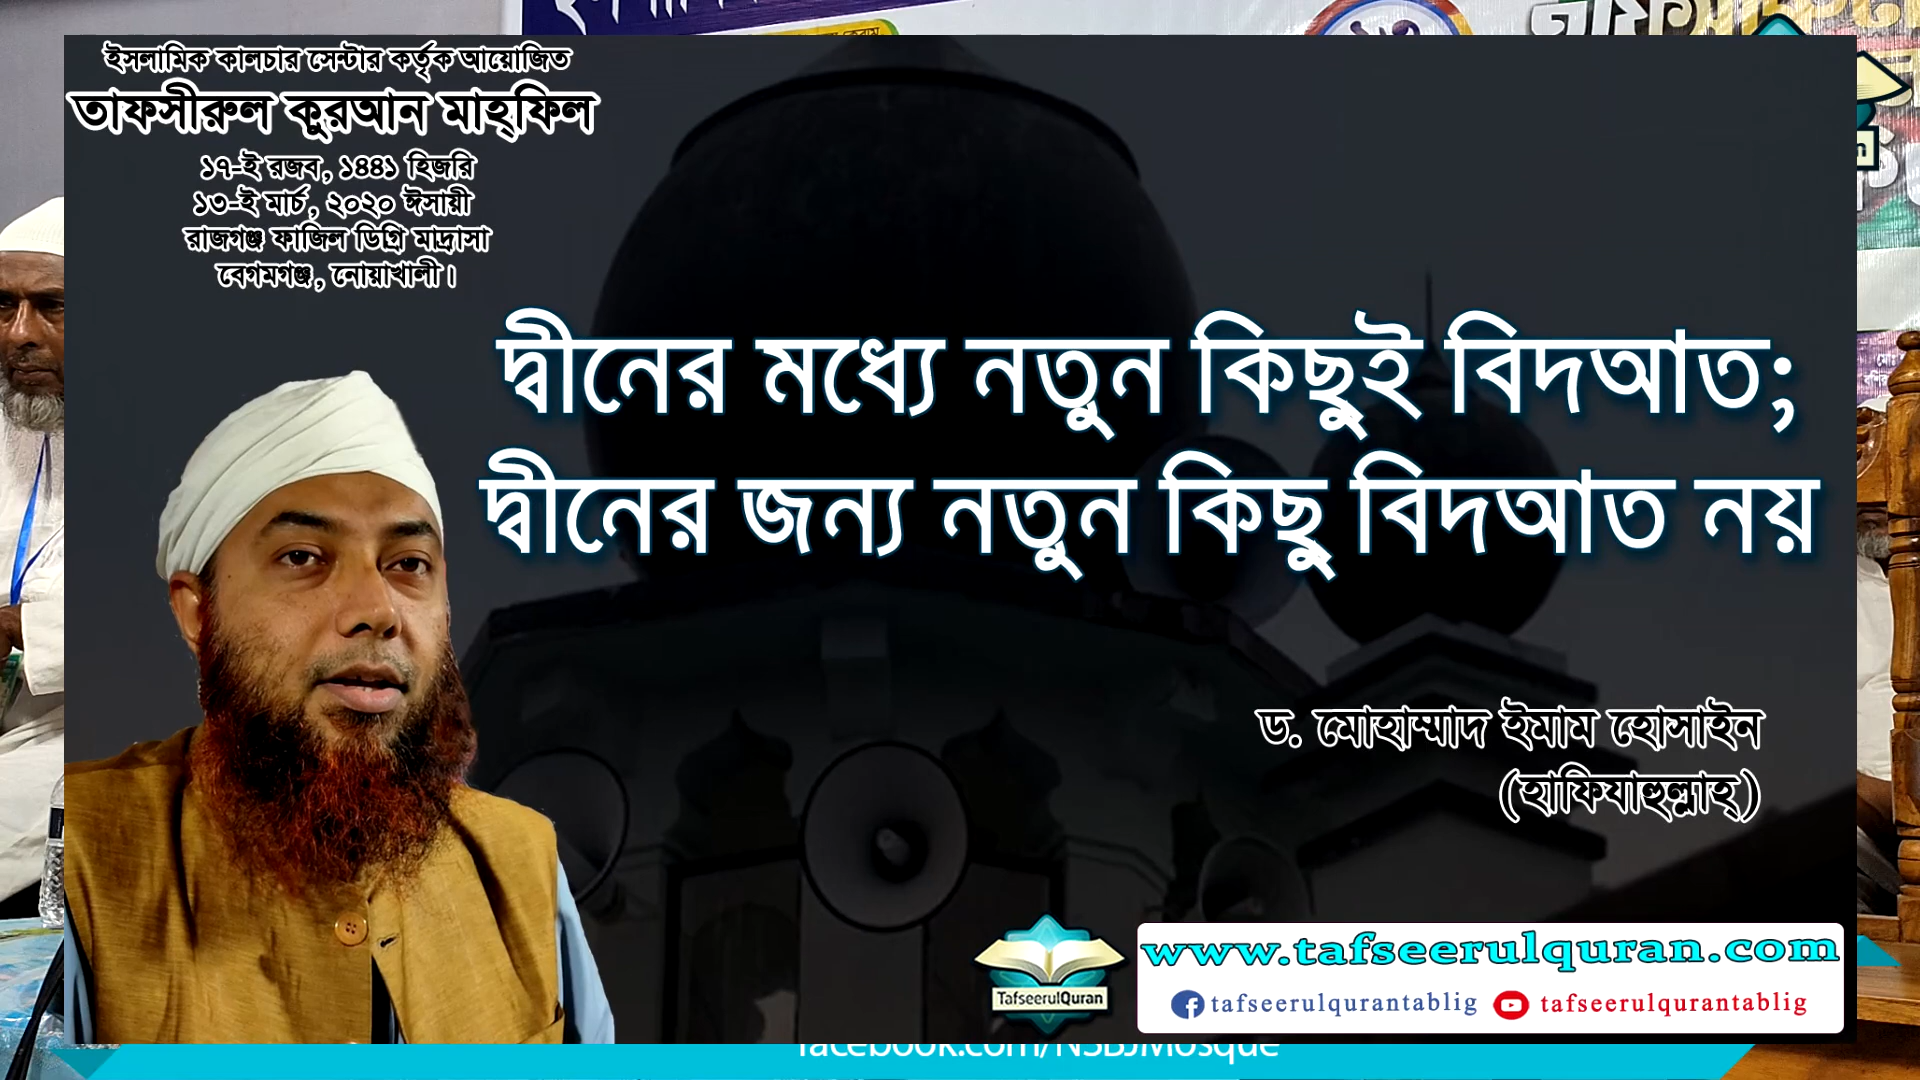 ইসলামিক কালচার সেন্টার কর্তৃক আয়োজিত
তাফসীরুল কুরআন মাহ্ফিল
১৭-ই রজব, ১৪৪১ হিজরি
১৩-ই মার্চ, ২০২০ ঈসায়ী
রাজগঞ্জ ফাজিল ডিগ্রি মাদ্রাসা
বেগমগঞ্জ, নোয়াখালী।
দ্বীনের মধ্যে নতুন কিছুই বিদআত;
দ্বীনের জন্য নতুন কিছু বিদআত নয়
ড. মোহাম্মাদ ইমাম হোসাইন
(হাফিযাহুল্লাহ্)
TafseerulQuran
www.tafseerulquran.com
tafseerulqurantablig tafseerulqurantablig
facebook.com/NSBJMosque